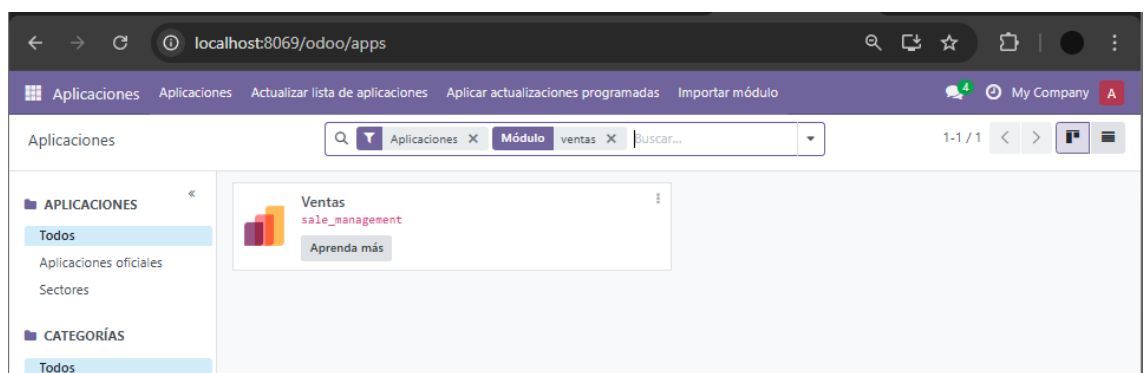 localhost:8069/odoo/apps
Aplicaciones Aplicaciones Actualizar lista de aplicaciones Aplicar actualizaciones programadas Importar módulo 4 My Company A
Aplicaciones Aplicaciones Módulo ventas Buscar... 1-1 / 1
APLICACIONES
Todos
Aplicaciones oficiales
Sectores
CATEGORÍAS
Todos
Ventas
sale_management
Aprenda más